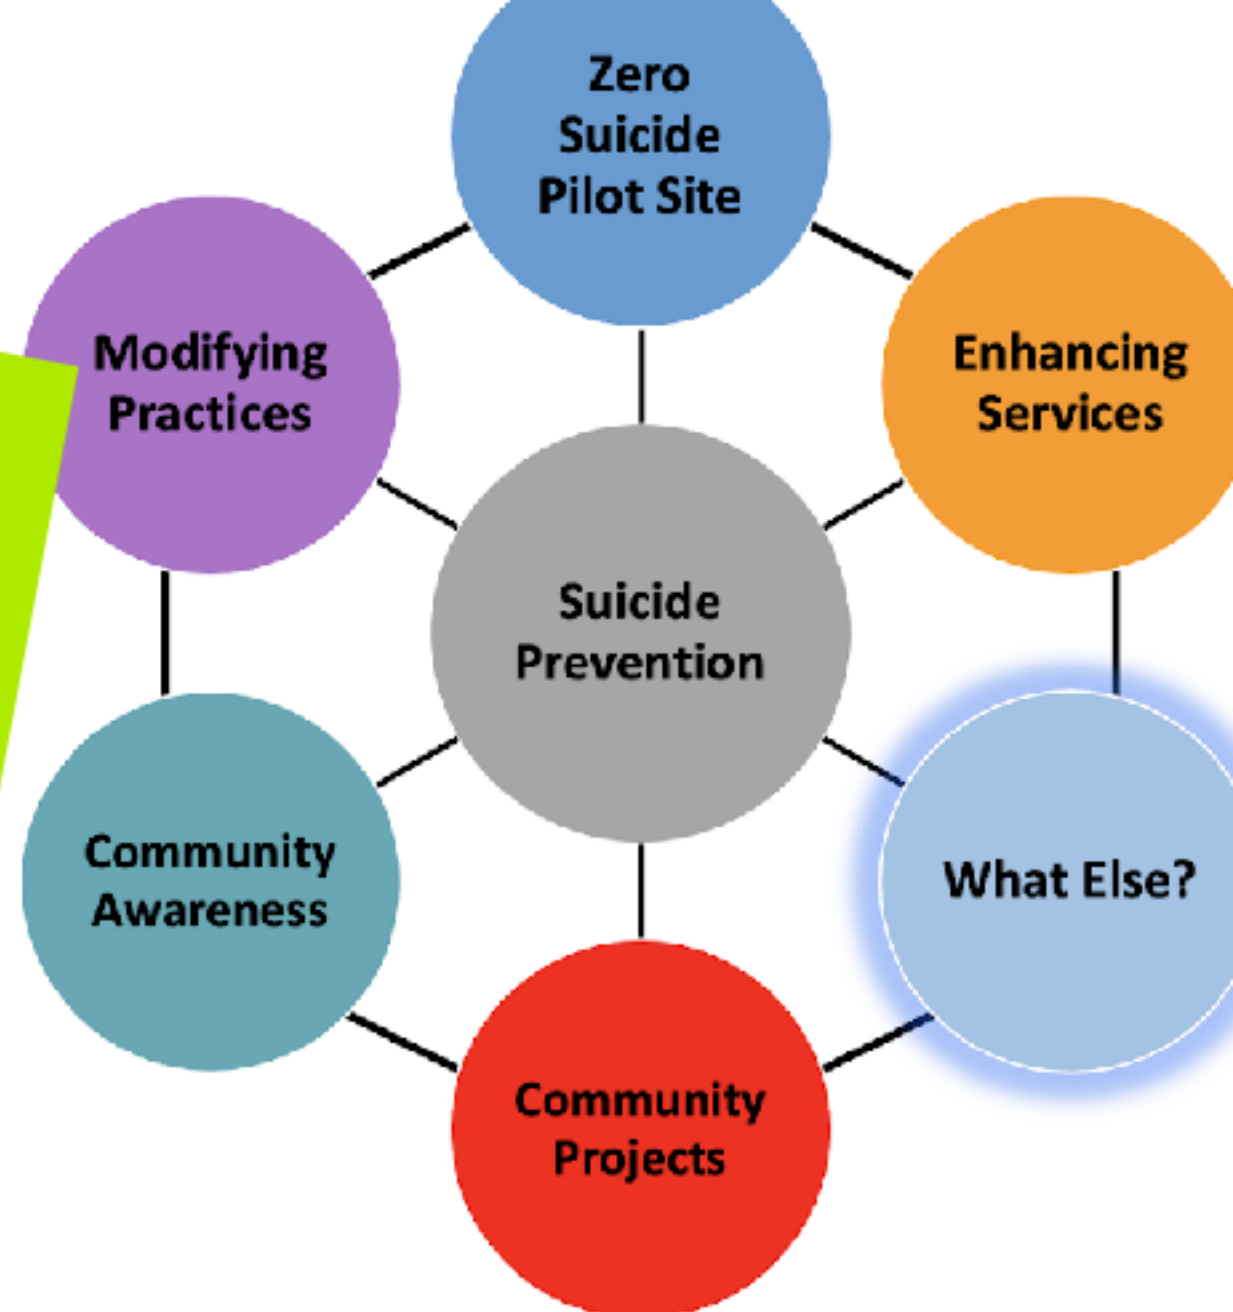 Zero
Suicide
Pilot Site
Modifying
Practices
Enhancing
Services
Suicide
Prevention
Community
Awareness
What Else?
Community
Projects